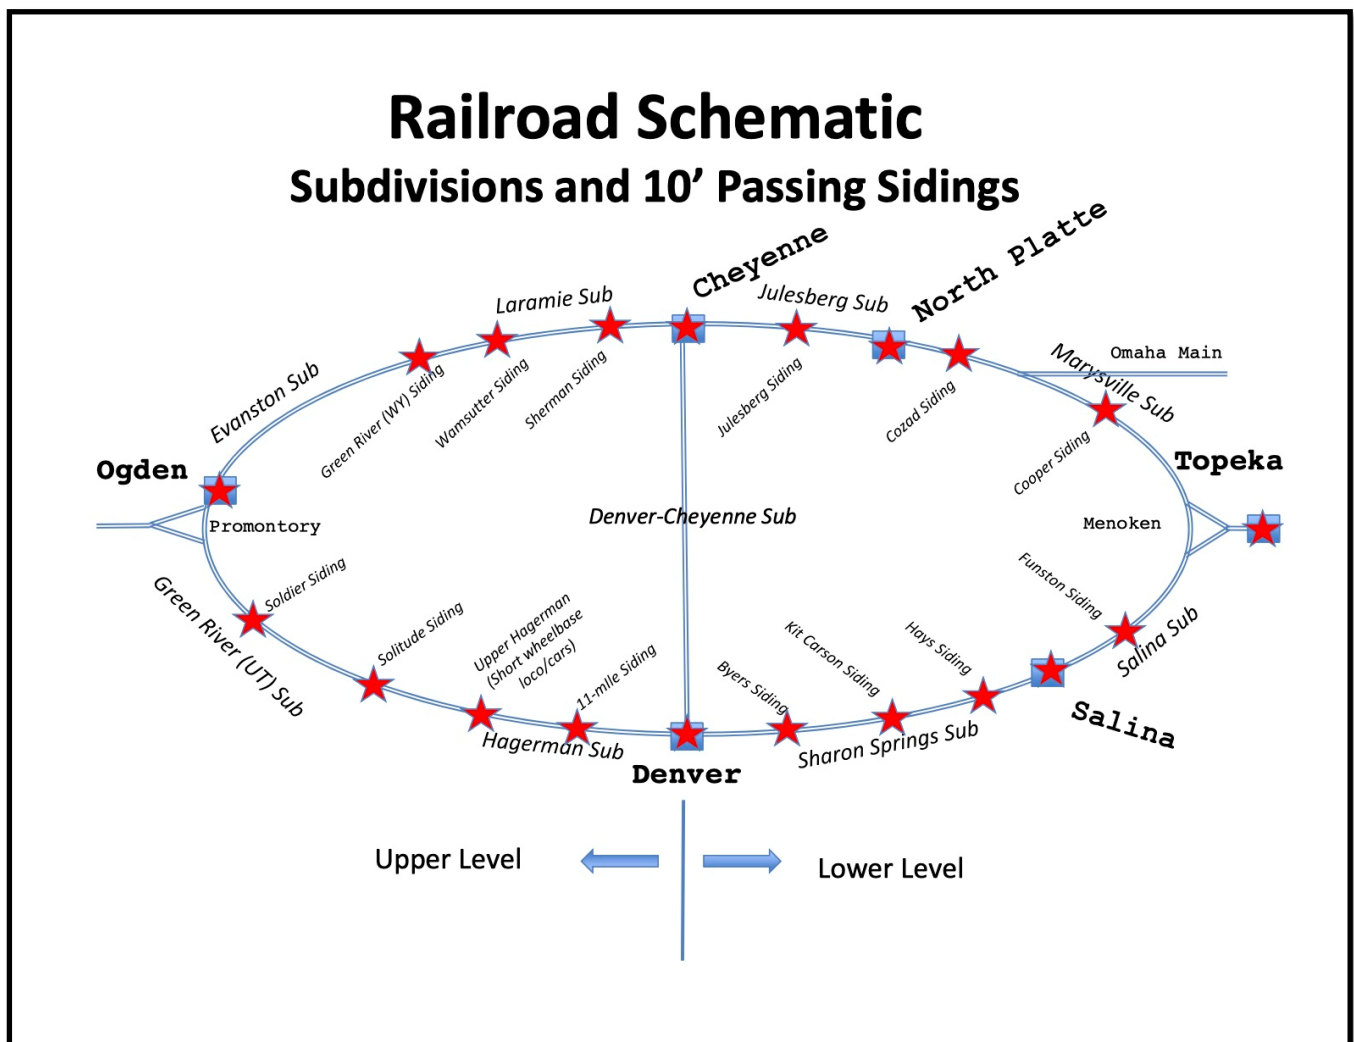 Railroad Schematic
Subdivisions and 10’ Passing Sidings
Cheyenne
North Platte
Laramie Sub
Julesberg Sub
Omaha Main
Marysville Sub
Evanston Sub
Green River (WY) Siding
Wamsutter Siding
Sherman Siding
Julesberg Siding
Cozad Siding
Cooper Siding
Ogden
Topeka
Promontory
Denver-Cheyenne Sub
Menoken
Soldier Siding
Green River (UT) Sub
Solitude Siding
Upper Hagerman
(Short wheelbase
loco/cars)
11-mlle Siding
Byers Siding
Kit Carson Siding
Hays Siding
Funston Siding
Salina Sub
Hagerman Sub
Sharon Springs Sub
Salina
Denver
Upper Level
Lower Level